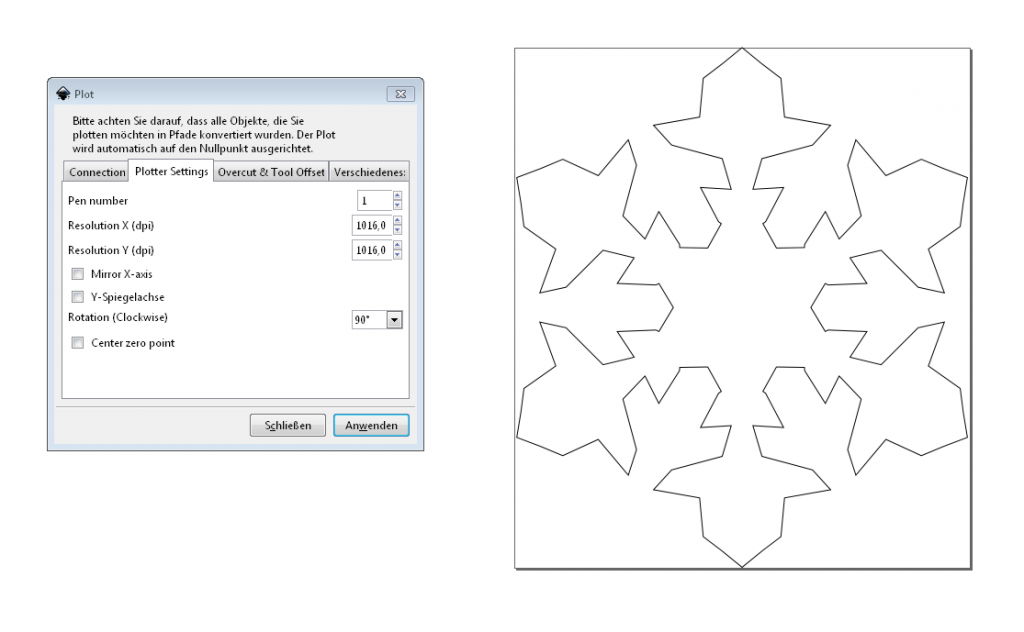 Plot
Bitte achten Sie darauf, dass alle Objekte, die Sie
plotten möchten in Pfade konvertiert wurden. Der Plot
wird automatisch auf den Nullpunkt ausgerichtet.
Connection Plotter Settings Overcut & Tool Offset Verschiedenes:
Pen number 1
Resolution X (dpi) 1016,0
Resolution Y (dpi) 1016,0
Mirror X-axis
Y-Spiegelachse
Rotation (Clockwise) 90°
Center zero point
Schließen Anwenden